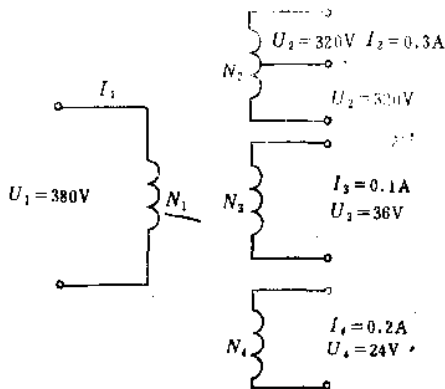 U₂ = 320V I₂ = 0.3A
N₂
I₁
U₂ = 320V
U₁ = 380V
N₁
N₃
I₃ = 0.1A
U₃ = 36V
N₄
I₄ = 0.2A
U₄ = 24V